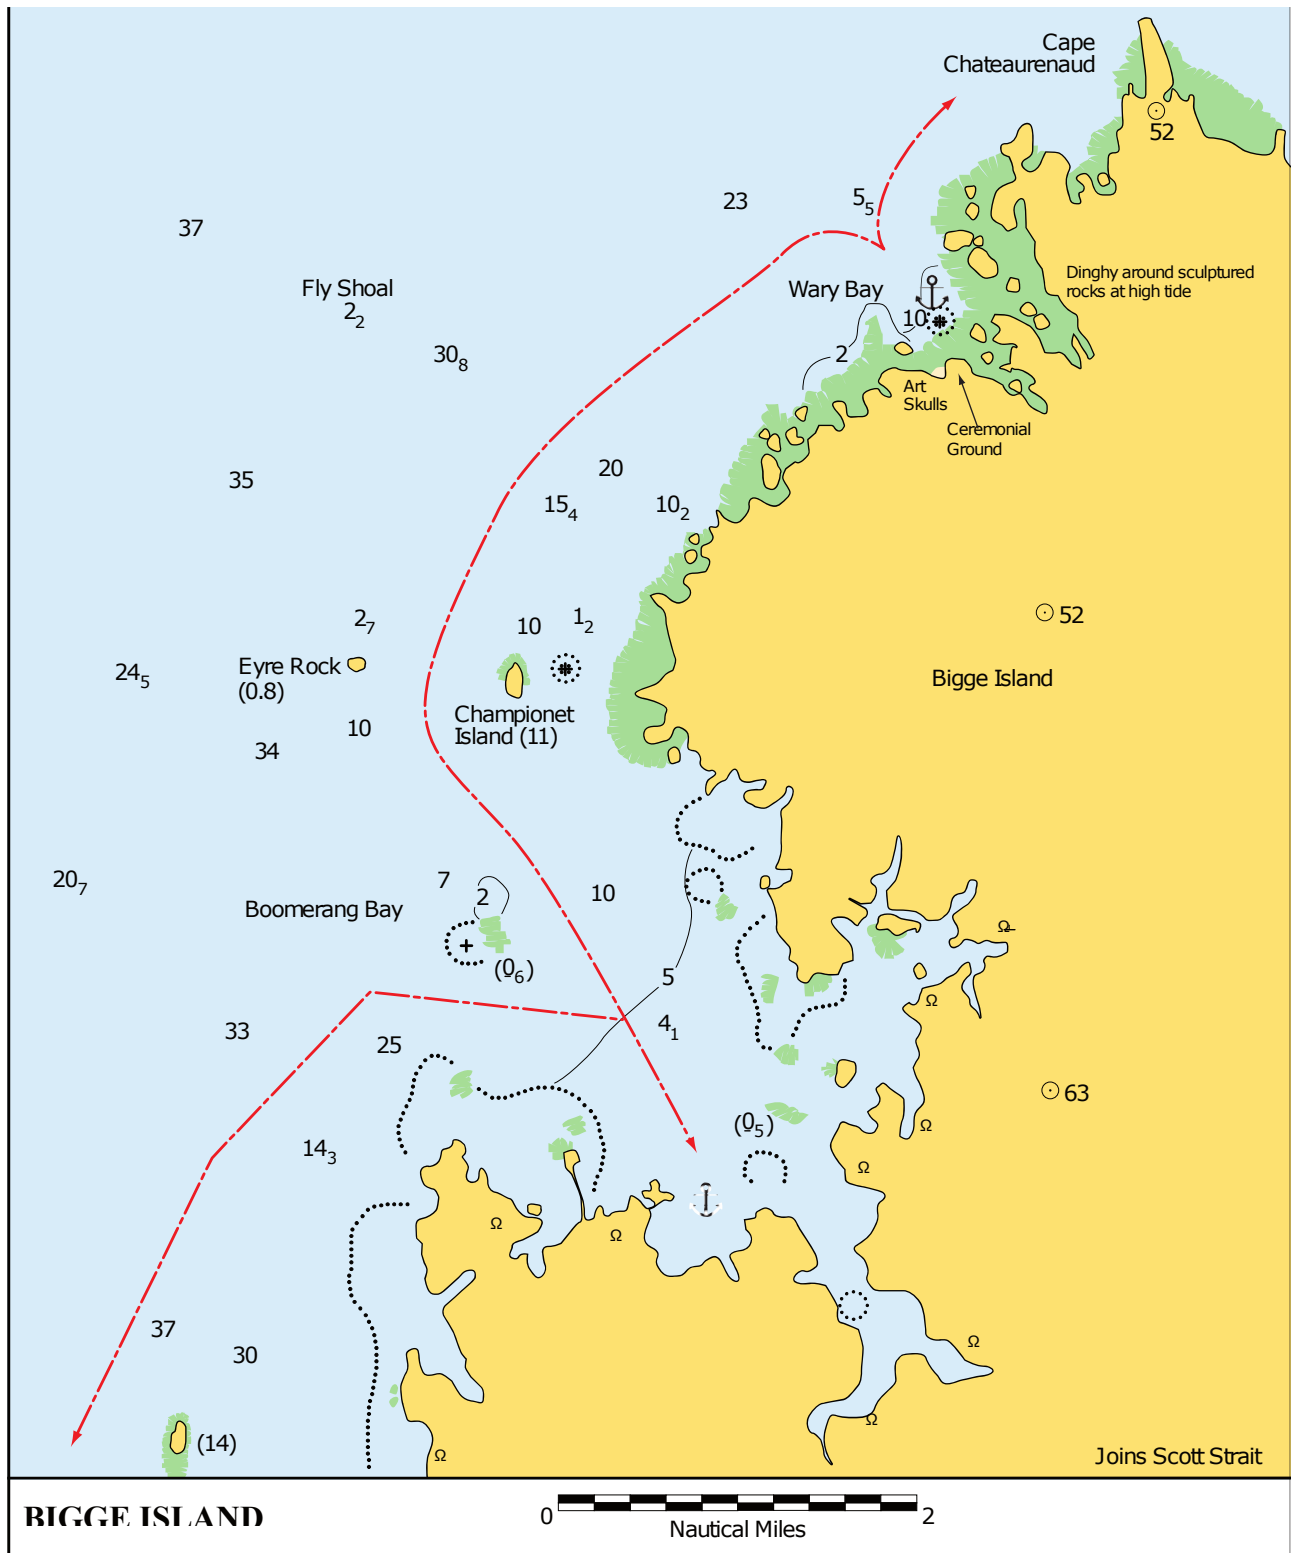 Cape
Chateaurenaud
52
23
5₅
37
Dinghy around sculptured
rocks at high tide
Fly Shoal
2₂
Wary Bay
10
30₈
2
Art
Skulls
Ceremonial
Ground
20
35
15₄
10₂
2₇
10
1₂
52
Eyre Rock
(0.8)
24₅
Bigge Island
Championet
Island (11)
10
34
20₇
7
2
10
Boomerang Bay
(0₆)
5
33
25
4₁
63
(0₅)
14₃
37
30
(14)
Joins Scott Strait
BIGGE ISLAND
0
2
Nautical Miles